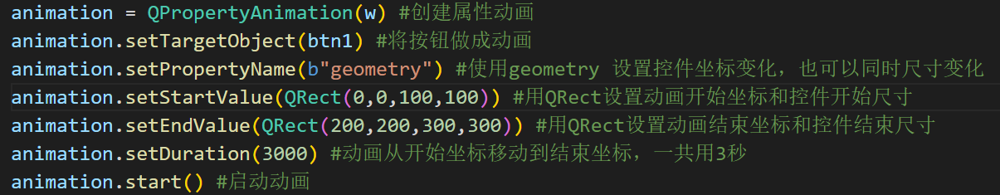 animation = QPropertyAnimation(w) #创建属性动画
animation.setTargetObject(btn1) #将按钮做成动画
animation.setPropertyName(b"geometry") #使用geometry 设置控件坐标变化，也可以同时尺寸变化
animation.setStartValue(QRect(0,0,100,100)) #用QRect设置动画开始坐标和控件开始尺寸
animation.setEndValue(QRect(200,200,300,300)) #用QRect设置动画结束坐标和控件结束尺寸
animation.setDuration(3000) #动画从开始坐标移动到结束坐标，一共用3秒
animation.start() #启动动画